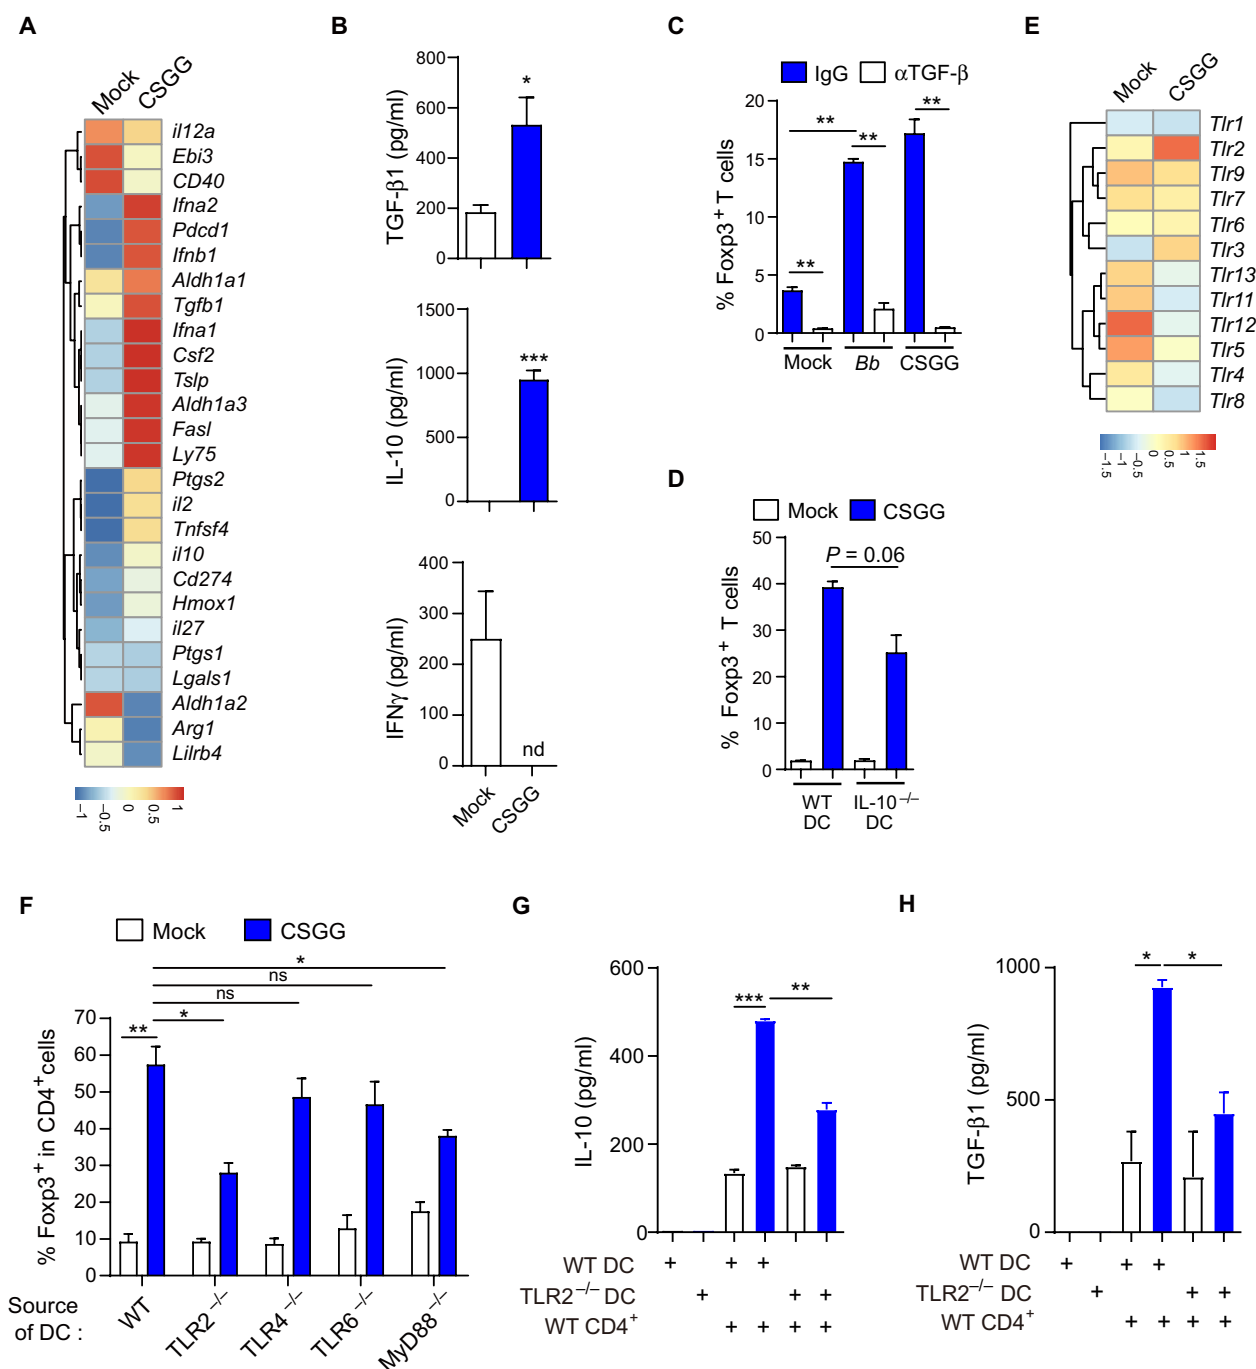 A
Mock
CSGG
il12a
Ebi3
CD40
Ifna2
Pdcd1
Ifnb1
Aldh1a1
Tgfb1
Ifna1
Csf2
Tslp
Aldh1a3
Fasl
Ly75
Ptgs2
il2
Tnfsf4
il10
Cd274
Hmox1
il27
Ptgs1
Lgals1
Aldh1a2
Arg1
Lilrb4
−1
−0.5
0
0.5
1
B
TGF-β1 (pg/ml)
800
600
400
200
0
*
IL-10 (pg/ml)
1500
1000
500
0
***
IFNγ (pg/ml)
400
300
200
100
0
nd
Mock
CSGG
C
IgG
αTGF-β
% Foxp3⁺ T cells
20
15
10
5
0
**
**
**
**
Mock
Bb
CSGG
D
Mock
CSGG
% Foxp3⁺ T cells
50
40
30
20
10
0
P = 0.06
WT
DC
IL-10⁻/⁻
DC
E
Mock
CSGG
Tlr1
Tlr2
Tlr9
Tlr7
Tlr6
Tlr3
Tlr13
Tlr11
Tlr12
Tlr5
Tlr4
Tlr8
−1.5
−0.5
0
0.5
1
1.5
F
Mock
CSGG
% Foxp3⁺ in CD4⁺cells
70
60
50
40
30
20
10
0
*
ns
ns
*
**
Source
of DC :
WT
TLR2⁻/⁻
TLR4⁻/⁻
TLR6⁻/⁻
MyD88⁻/⁻
G
IL-10 (pg/ml)
600
400
200
0
***
**
WT DC + + +
TLR2⁻/⁻ DC + + +
WT CD4⁺ + + + +
H
TGF-β1 (pg/ml)
1000
500
0
*
*
WT DC + + +
TLR2⁻/⁻ DC + + +
WT CD4⁺ + + + +